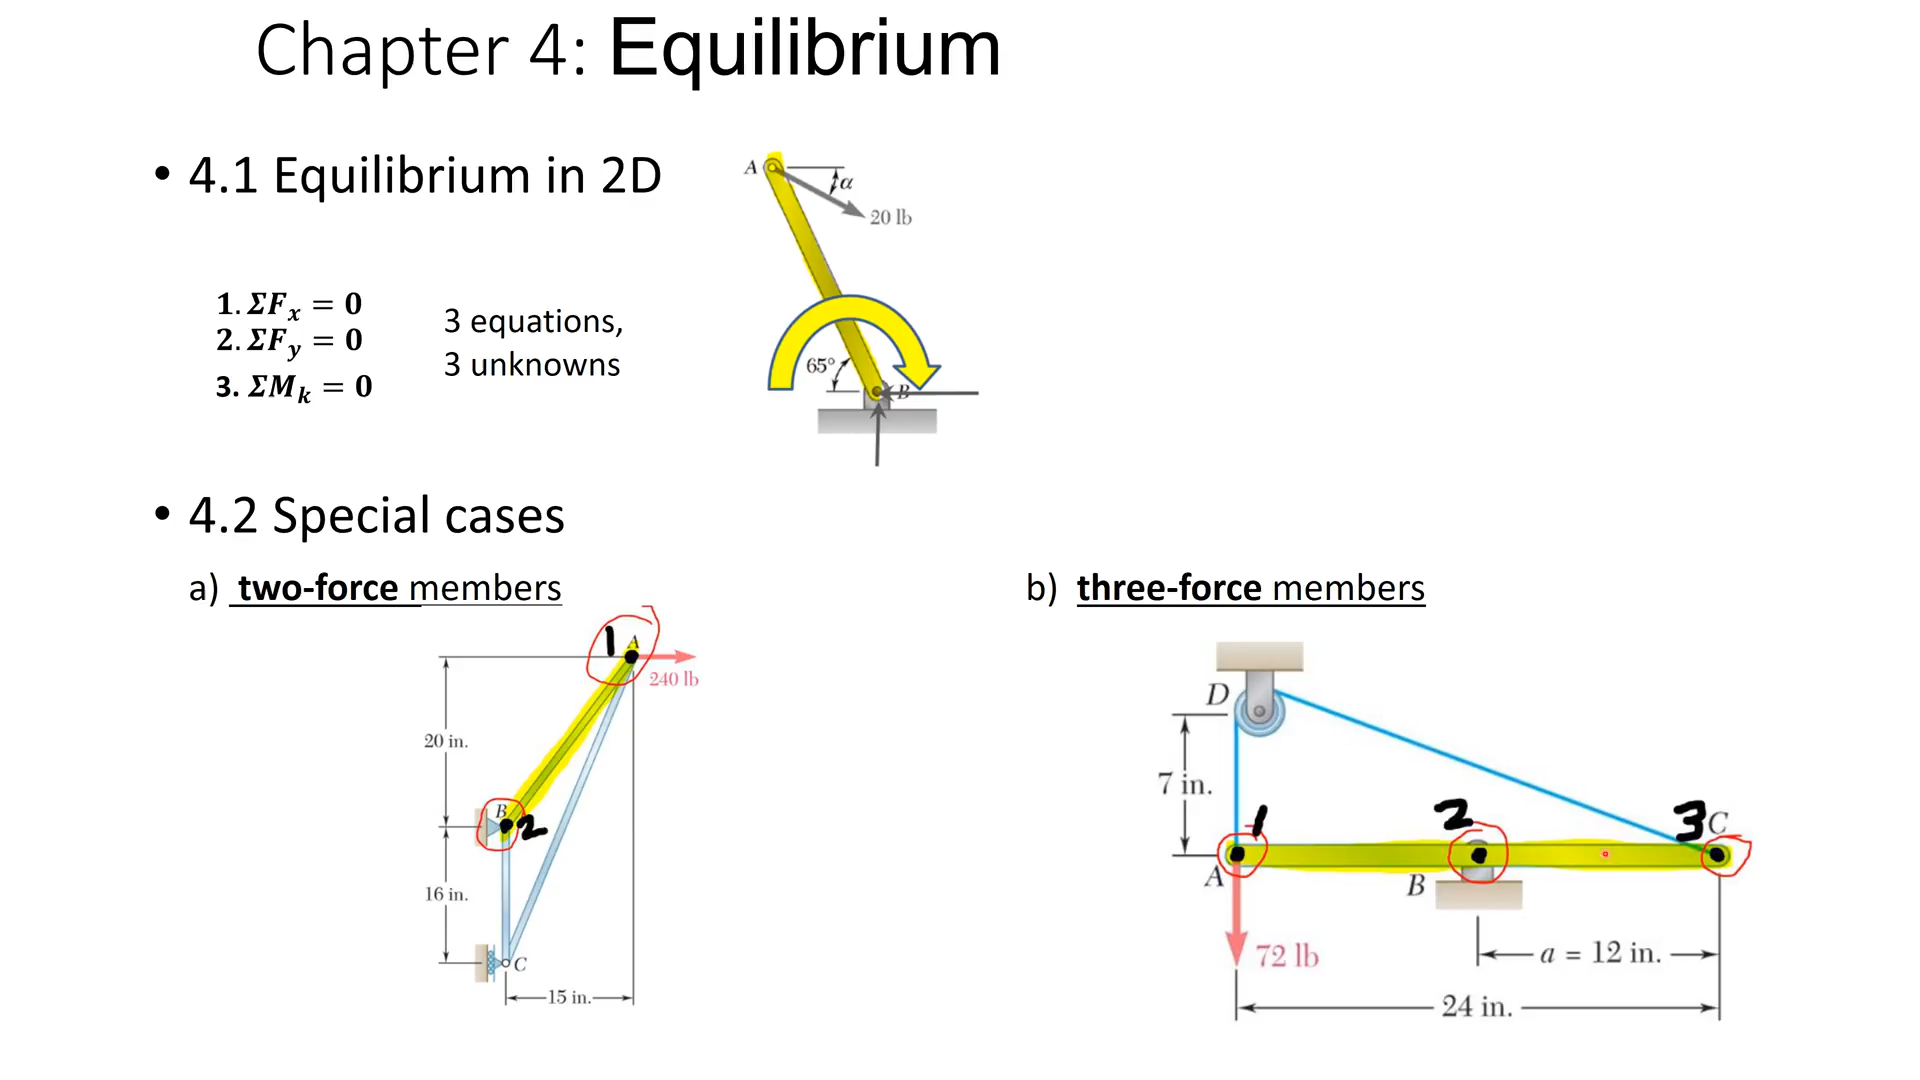 Chapter 4: Equilibrium
• 4.1 Equilibrium in 2D
A
α
20 lb
65°
B
1. ΣFx = 0
2. ΣFy = 0
3. ΣMk = 0
3 equations,
3 unknowns
• 4.2 Special cases
a) two-force members
1
A
240 lb
20 in.
B
2
16 in.
C
15 in.
b) three-force members
D
7 in.
1
2
3
C
A
B
72 lb
a = 12 in.
24 in.